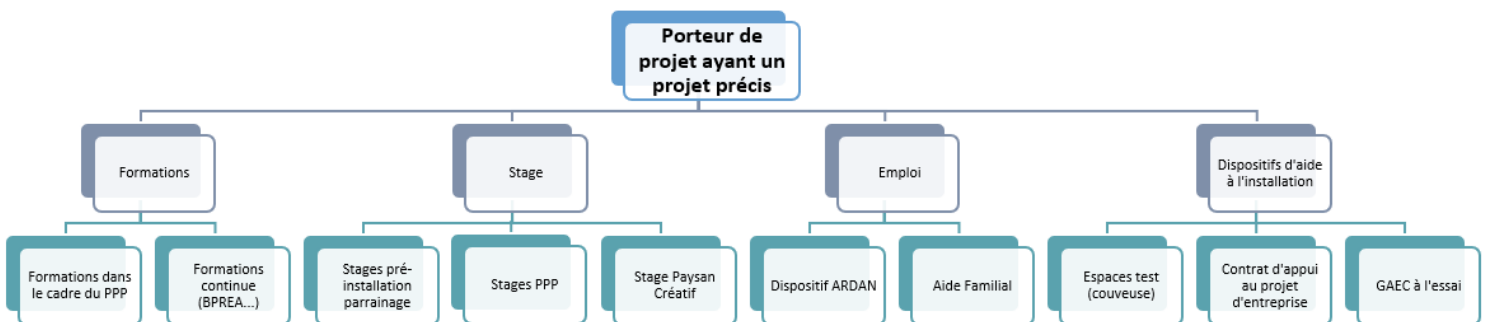 Porteur de
projet ayant un
projet précis
Formations
Stage
Emploi
Dispositifs d'aide
à l'installation
Formations dans
le cadre du PPP
Formations
continue
(BPREA...)
Stages pré-
installation
parrainage
Stages PPP
Stage Paysan
Créatif
Dispositif ARDAN
Aide Familial
Espaces test
(couveuse)
Contrat d'appui
au projet
d'entreprise
GAEC à l'essai